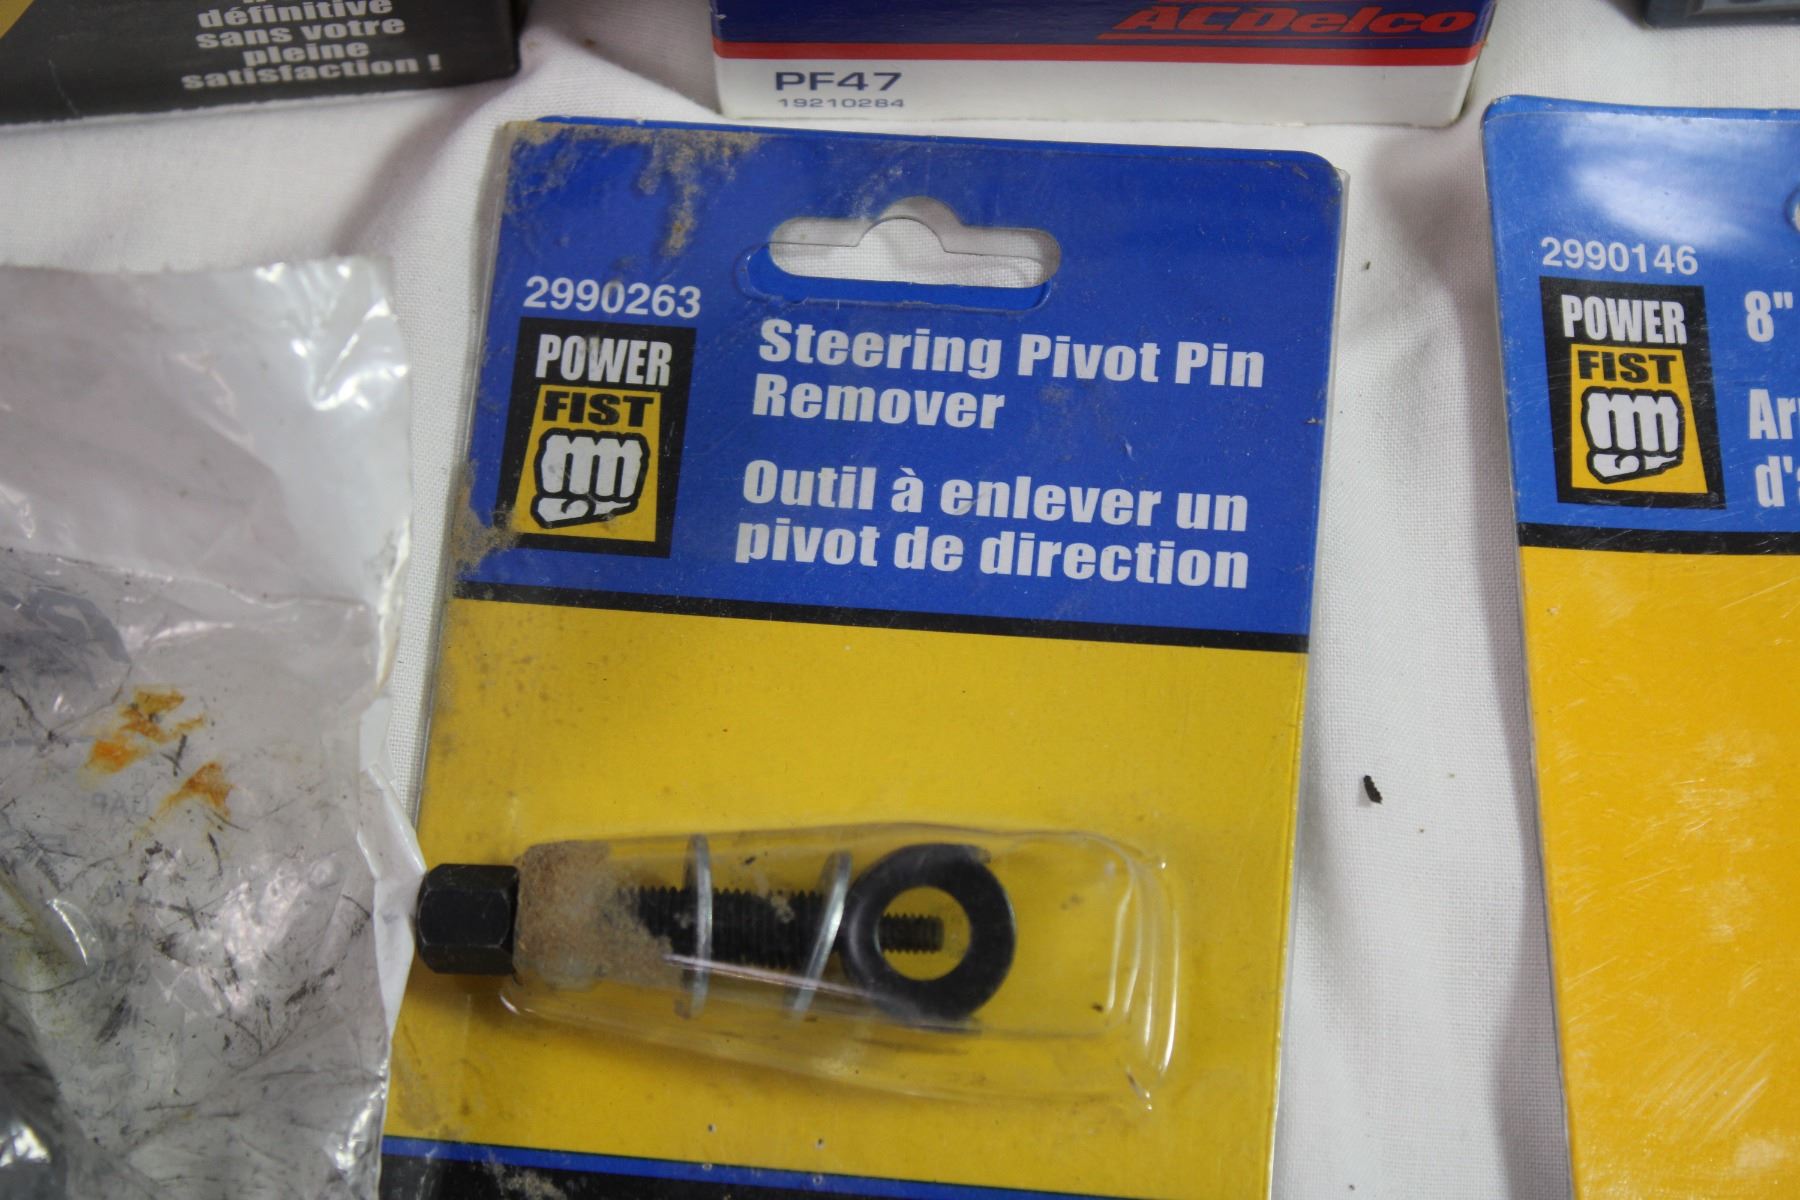 définitive
sans votre
pleine
satisfaction !
ACDelco
PF47
19210284
2990263
POWER
FIST
Steering Pivot Pin
Remover
Outil à enlever un
pivot de direction
2990146
POWER
FIST
8"